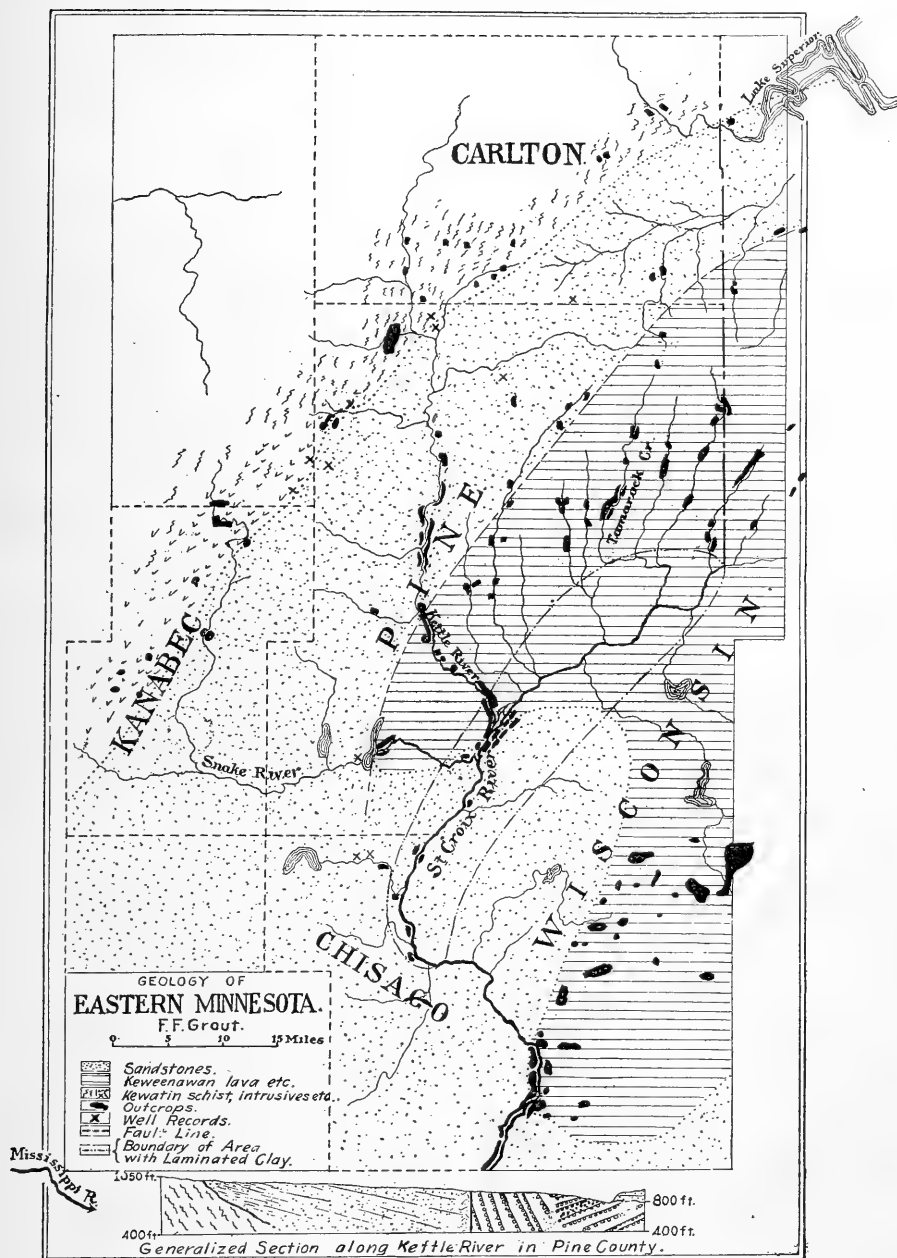 Lake Superior.
CARLTON
PINE
Tamarock Cr
KANABEC
Kettle River
Snake River
St Croix River
WISCONSIN
CHISAGO
GEOLOGY OF
EASTERN MINNESOTA.
F.F. Grout.
0 5 10 15 Miles
Sandstones.
Keweenawan lava etc.
Kewatin schist, intrusives etc.
Outcrops.
Well Records.
Fault Line.
Boundary of Area
with Laminated Clay.
Mississippi R.
1050 ft.
800 ft.
400 ft.
400 ft.
Generalized Section along Kettle River in Pine County.